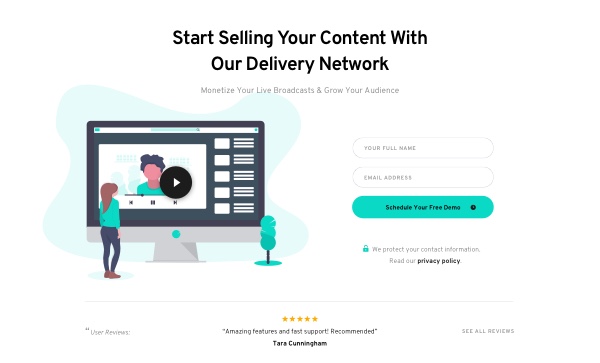 Start Selling Your Content With
Our Delivery Network
Monetize Your Live Broadcasts & Grow Your Audience
YOUR FULL NAME
EMAIL ADDRESS
Schedule Your Free Demo
We protect your contact information.
Read our privacy policy.
“ User Reviews:
“Amazing features and fast support! Recommended”
Tara Cunningham
SEE ALL REVIEWS